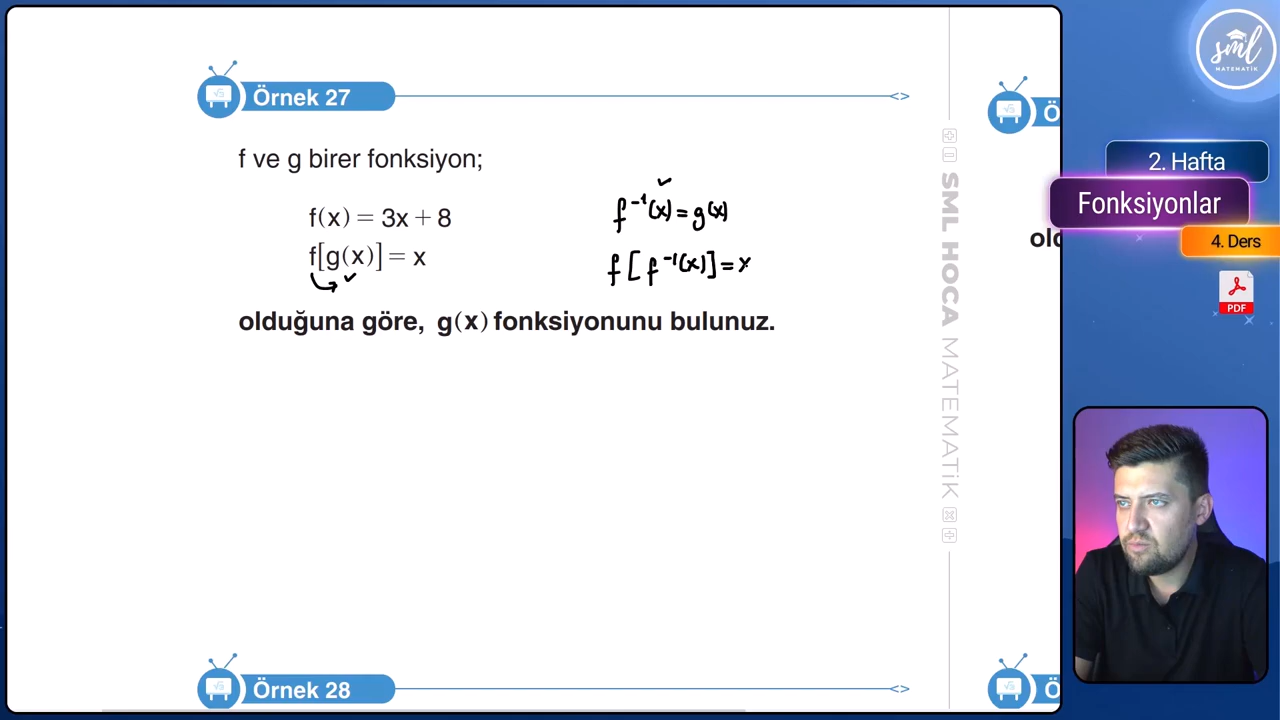 Örnek 27
f ve g birer fonksiyon;
f(x) = 3x + 8
f[g(x)] = x
f⁻¹(x) = g(x)
f[f⁻¹(x)] = x
olduğuna göre, g(x) fonksiyonunu bulunuz.
Örnek 28
SML HOCA MATEMATİK
Ö
old
Ö
sml
MATEMATİK
2. Hafta
Fonksiyonlar
4. Ders
PDF